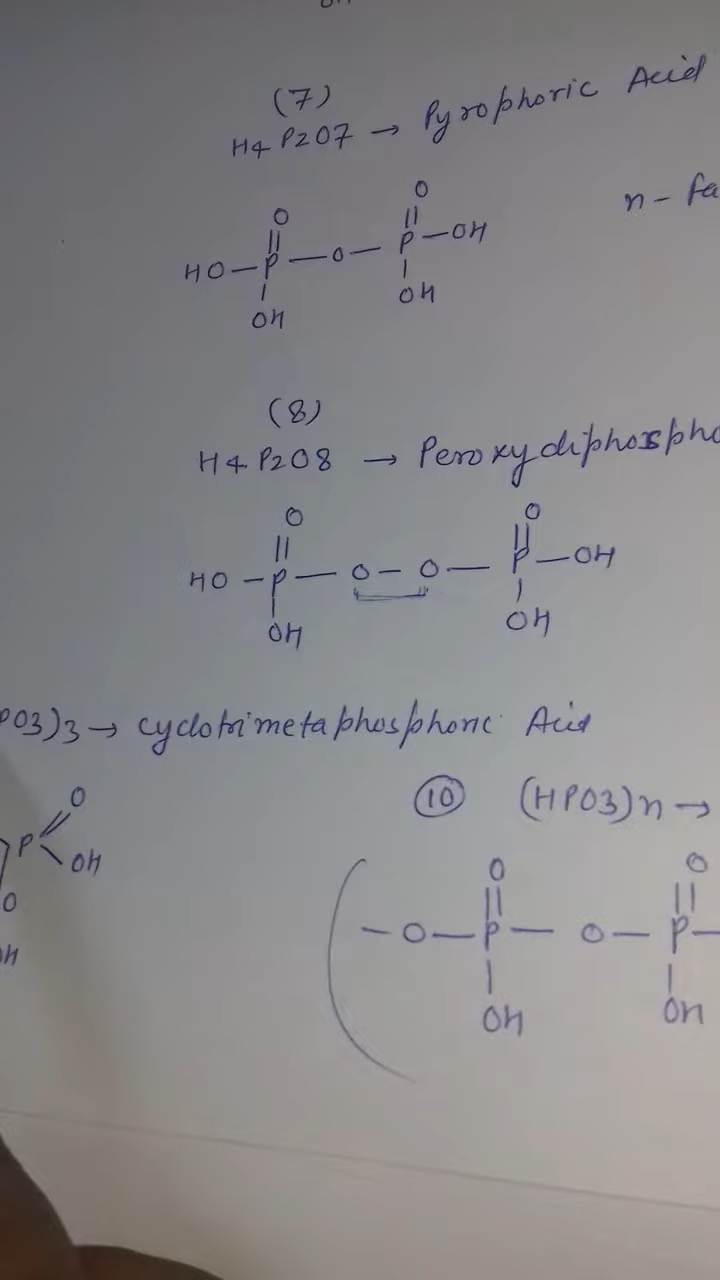 (7)
H4P2O7 → Pyrophoric Acid
n - fa
O O
HO - P - O - P - OH
OH OH
(8)
H4P2O8 → Peroxydiphospho
O O
HO - P - O - O - P - OH
OH OH
PO3)3 → cyclotrimetaphosphoric Acid
(10) (HPO3)n →
O
P
OH
O
H
O O
( - O - P - O - P -
OH OH